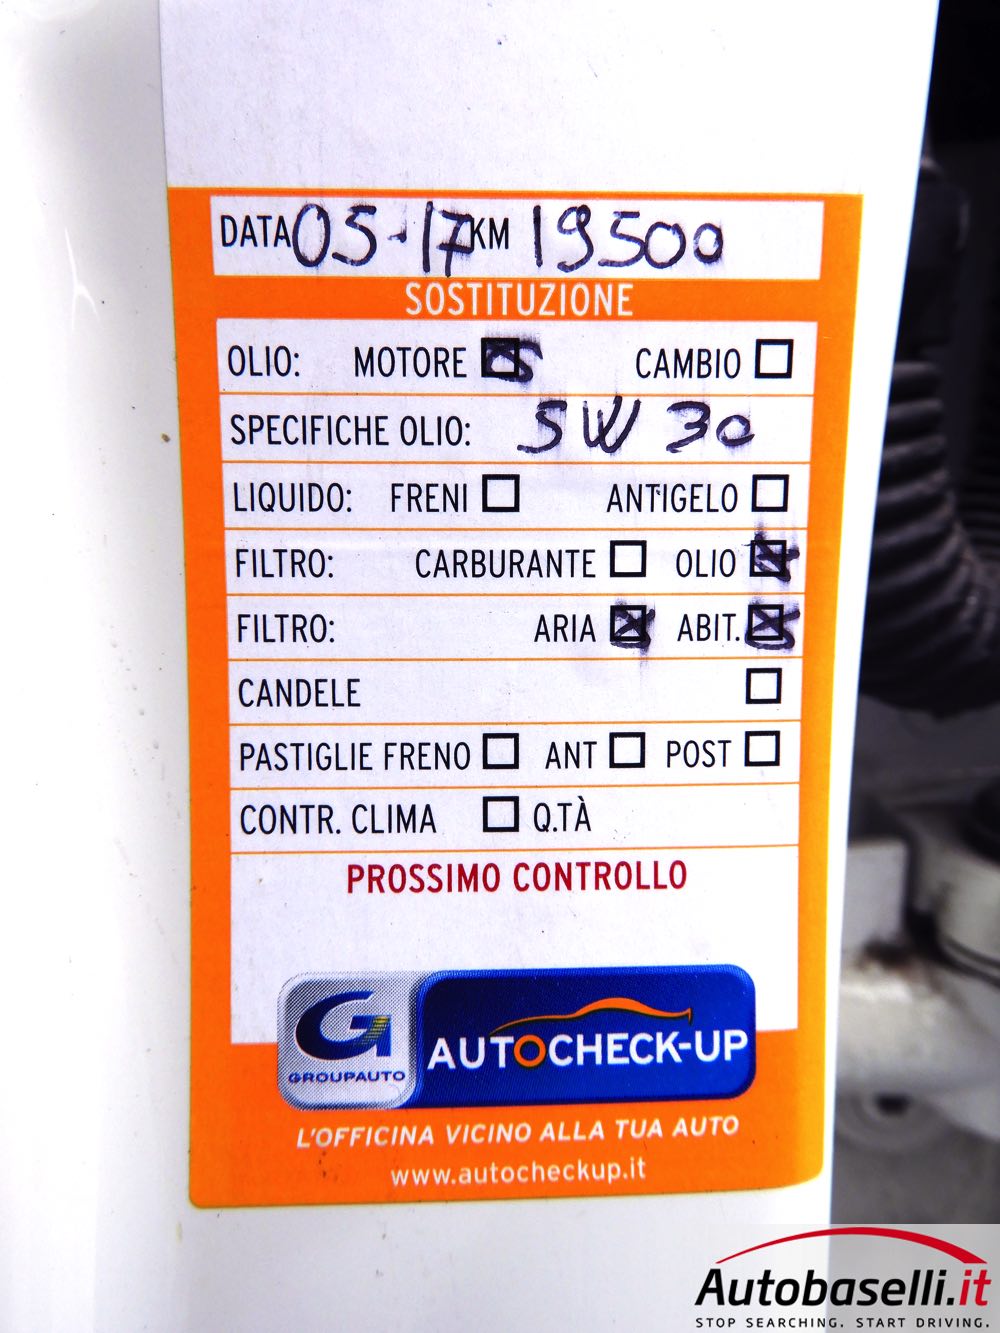 DATA 05-17 KM 19500
SOSTITUZIONE
OLIO: MOTORE CAMBIO
SPECIFICHE OLIO: 5W 30
LIQUIDO: FRENI ANTIGELO
FILTRO: CARBURANTE OLIO
FILTRO: ARIA ABIT.
CANDELE
PASTIGLIE FRENO ANT POST
CONTR. CLIMA Q.TÀ
PROSSIMO CONTROLLO
G
GROUPAUTO
AUTOCHECK-UP
L'OFFICINA VICINO ALLA TUA AUTO
www.autocheckup.it
Autobaselli.it
STOP SEARCHING. START DRIVING.